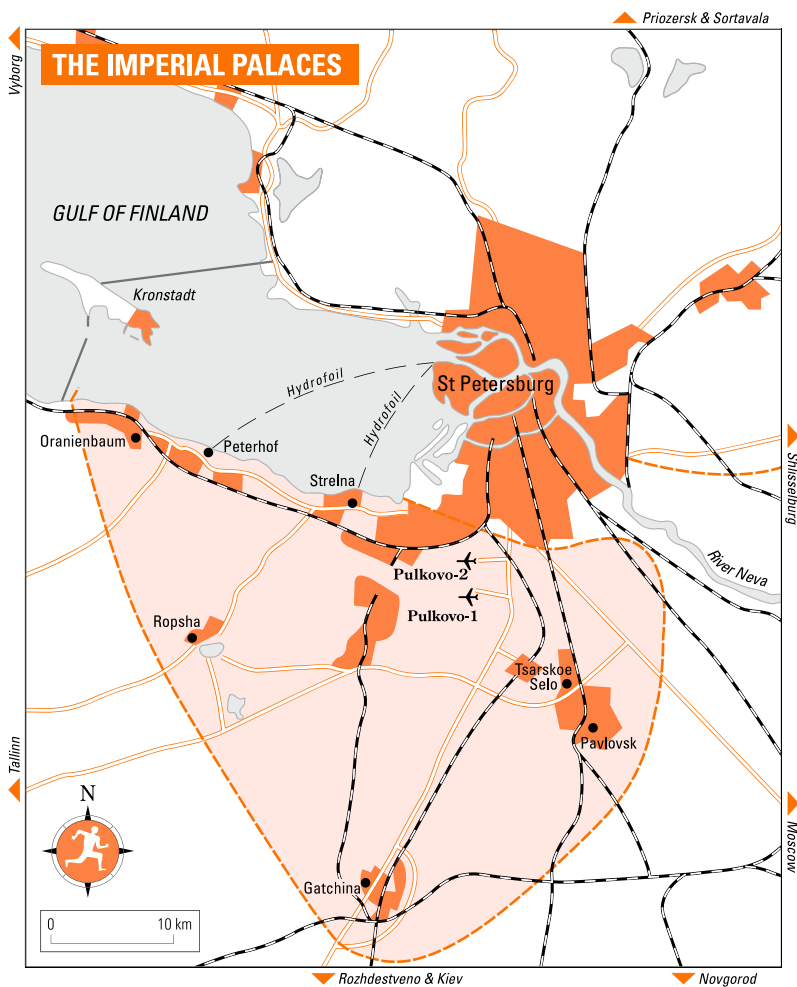 Priozersk & Sortavala
Vyborg
THE IMPERIAL PALACES
GULF OF FINLAND
Kronstadt
Hydrofoil
Hydrofoil
St Petersburg
Oranienbaum
Peterhof
Strelna
Shlisselburg
River Neva
Pulkovo-2
Pulkovo-1
Ropsha
Tsarskoe
Selo
Pavlovsk
Tallinn
N
Moscow
Gatchina
0 10 km
Rozhdestveno & Kiev
Novgorod